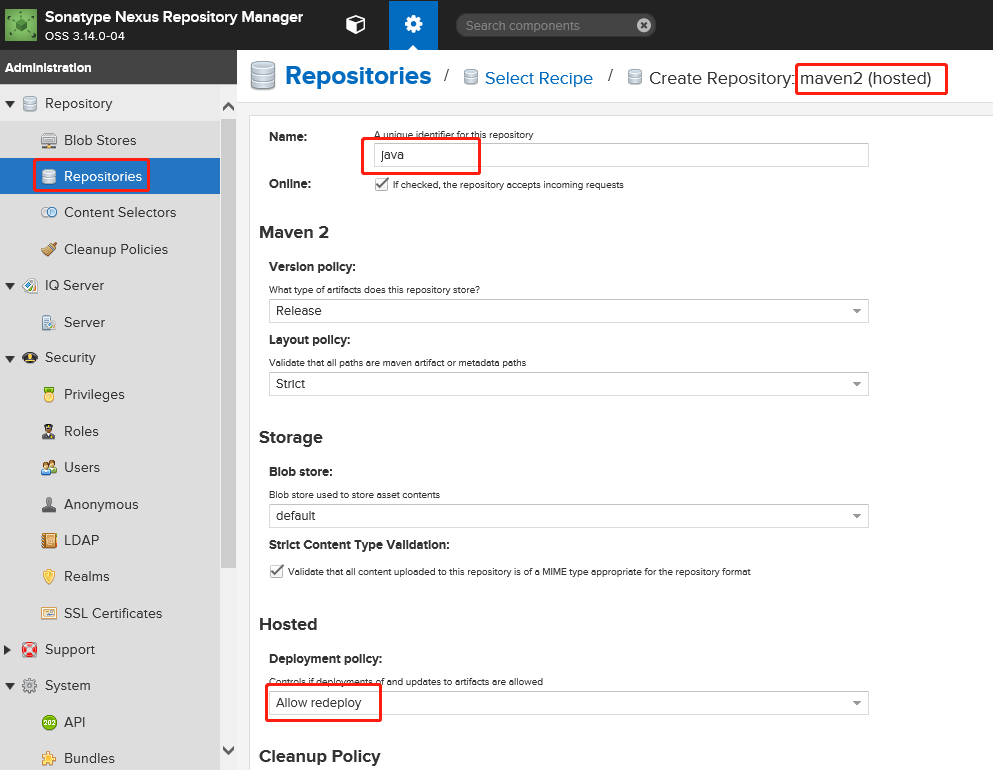 Sonatype Nexus Repository Manager
OSS 3.14.0-04
Search components
Administration
Repository
Blob Stores
Repositories
Content Selectors
Cleanup Policies
IQ Server
Server
Security
Privileges
Roles
Users
Anonymous
LDAP
Realms
SSL Certificates
Support
System
202 API
Bundles
Repositories / Select Recipe / Create Repository: maven2 (hosted)
Name:
A unique identifier for this repository
java
Online:
If checked, the repository accepts incoming requests
Maven 2
Version policy:
What type of artifacts does this repository store?
Release
Layout policy:
Validate that all paths are maven artifact or metadata paths
Strict
Storage
Blob store:
Blob store used to store asset contents
default
Strict Content Type Validation:
Validate that all content uploaded to this repository is of a MIME type appropriate for the repository format
Hosted
Deployment policy:
Controls if deployments of and updates to artifacts are allowed
Allow redeploy
Cleanup Policy